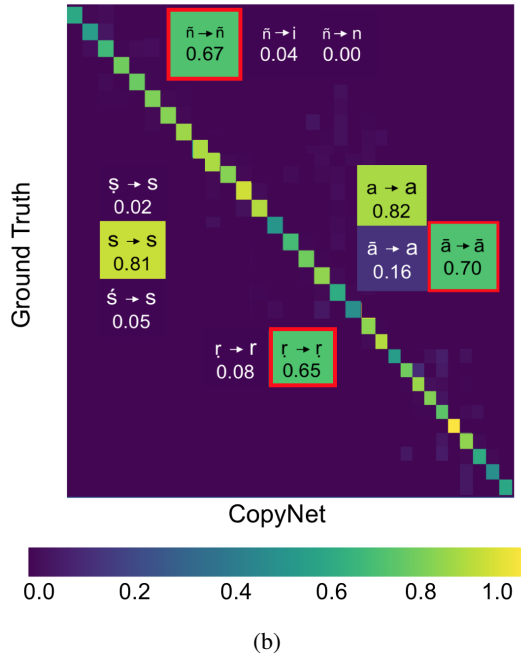 ñ → ñ
0.67
ñ → i
0.04
ñ → n
0.00
ṣ → s
0.02
s → s
0.81
ś → s
0.05
a → a
0.82
ā → a
0.16
ā → ā
0.70
ṛ → r
0.08
ṛ → ṛ
0.65
Ground Truth
CopyNet
0.0 0.2 0.4 0.6 0.8 1.0
(b)